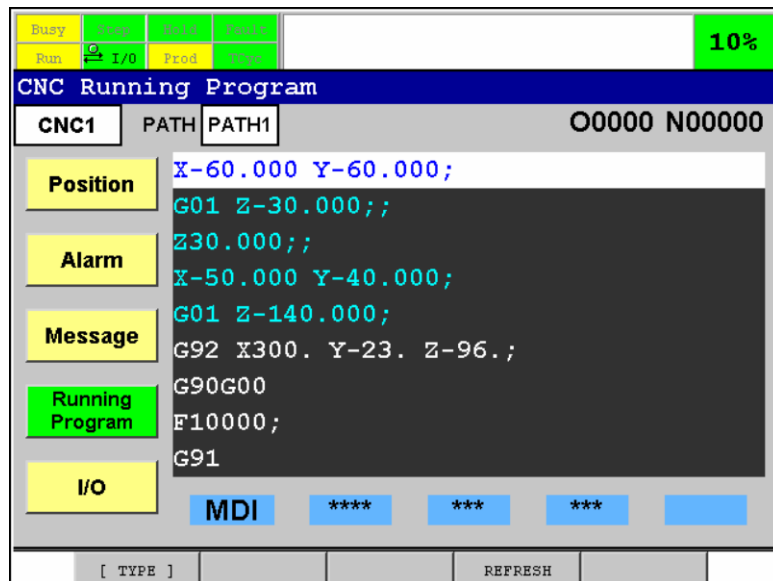 Busy Step Hold Fault
Run I/O Prod TCyc
10%
CNC Running Program
CNC1 PATH PATH1 O0000 N00000
Position
Alarm
Message
Running
Program
I/O
X-60.000 Y-60.000;
G01 Z-30.000;;
Z30.000;;
X-50.000 Y-40.000;
G01 Z-140.000;
G92 X300. Y-23. Z-96.;
G90G00
F10000;
G91
MDI **** *** ***
[ TYPE ] REFRESH